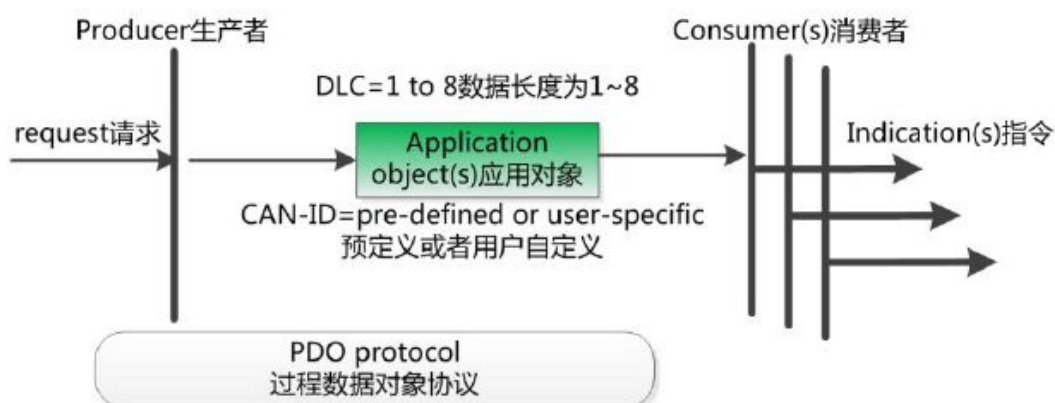 Producer生产者
Consumer(s)消费者
DLC=1 to 8数据长度为1~8
request请求
Application
object(s)应用对象
Indication(s)指令
CAN-ID=pre-defined or user-specific
预定义或者用户自定义
PDO protocol
过程数据对象协议